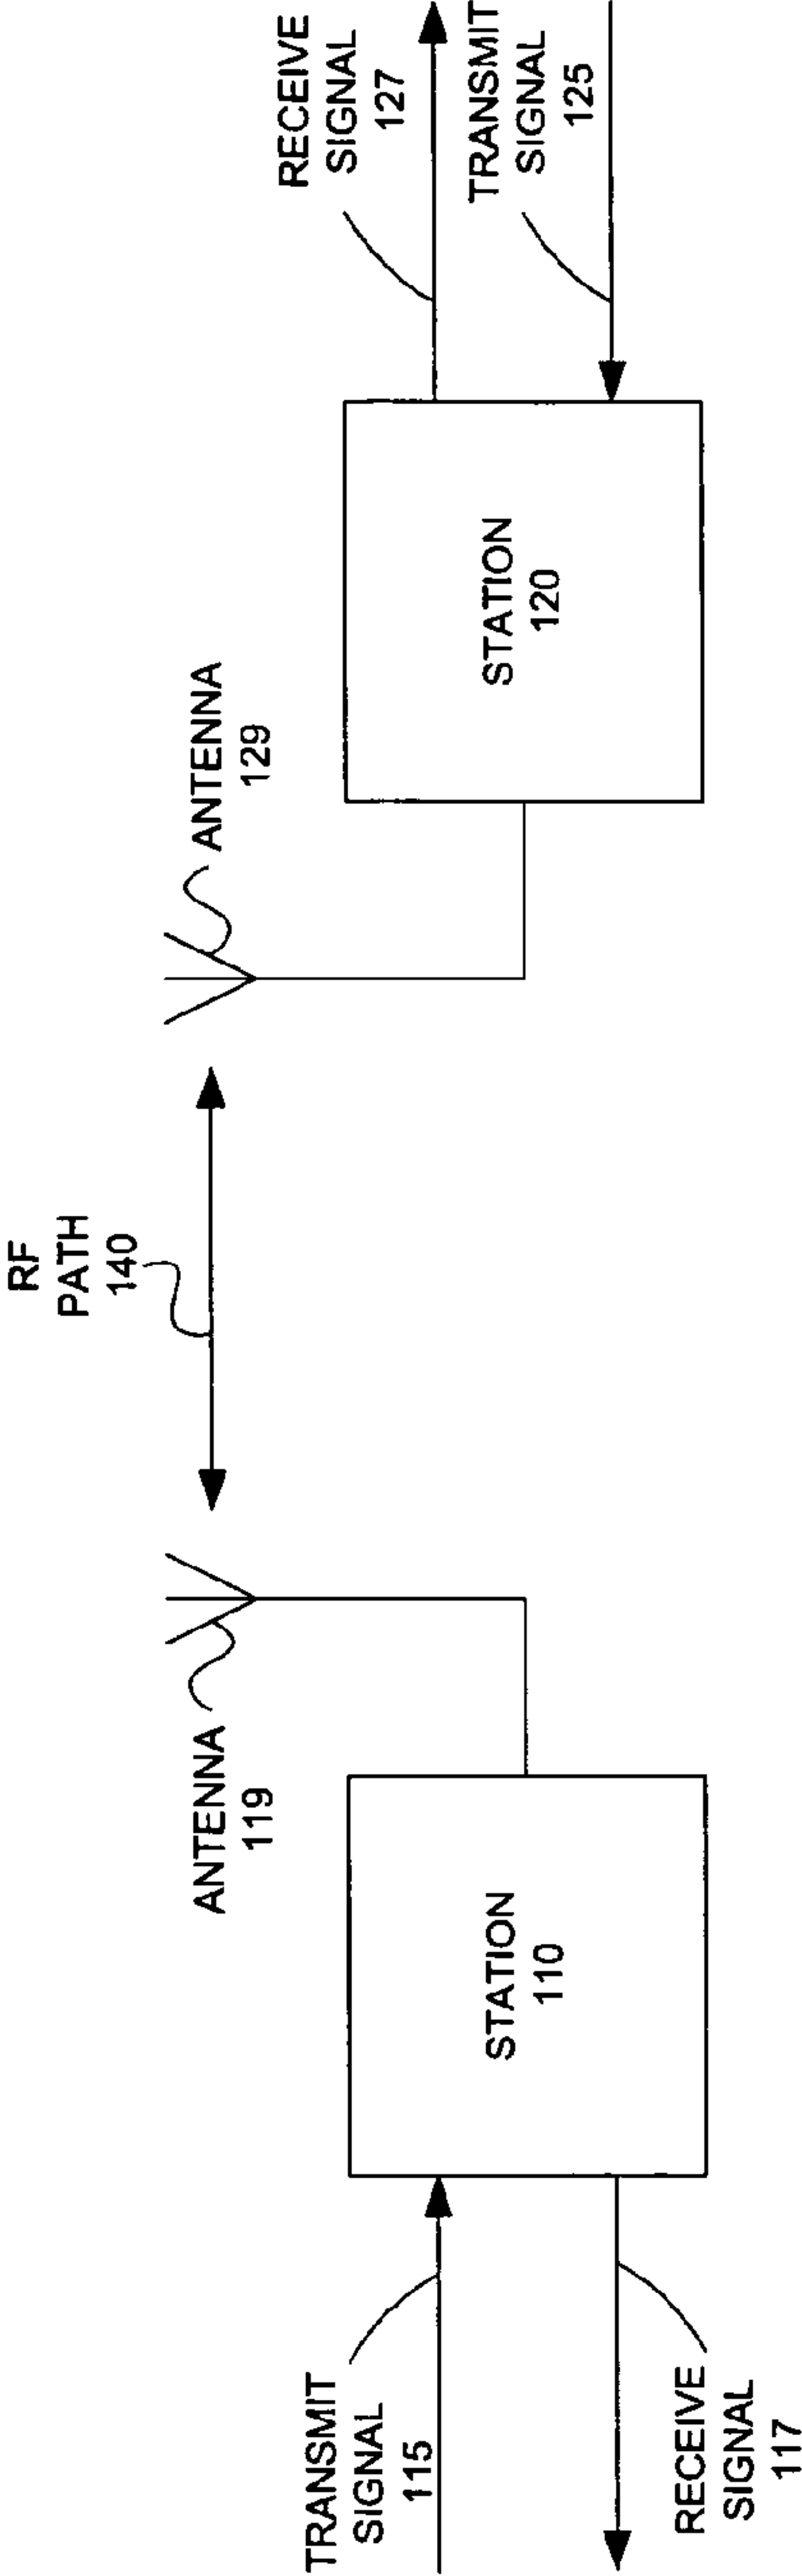 RF
PATH
140
ANTENNA
119
ANTENNA
129
TRANSMIT
SIGNAL
115
RECEIVE
SIGNAL
117
STATION
110
STATION
120
RECEIVE
SIGNAL
127
TRANSMIT
SIGNAL
125